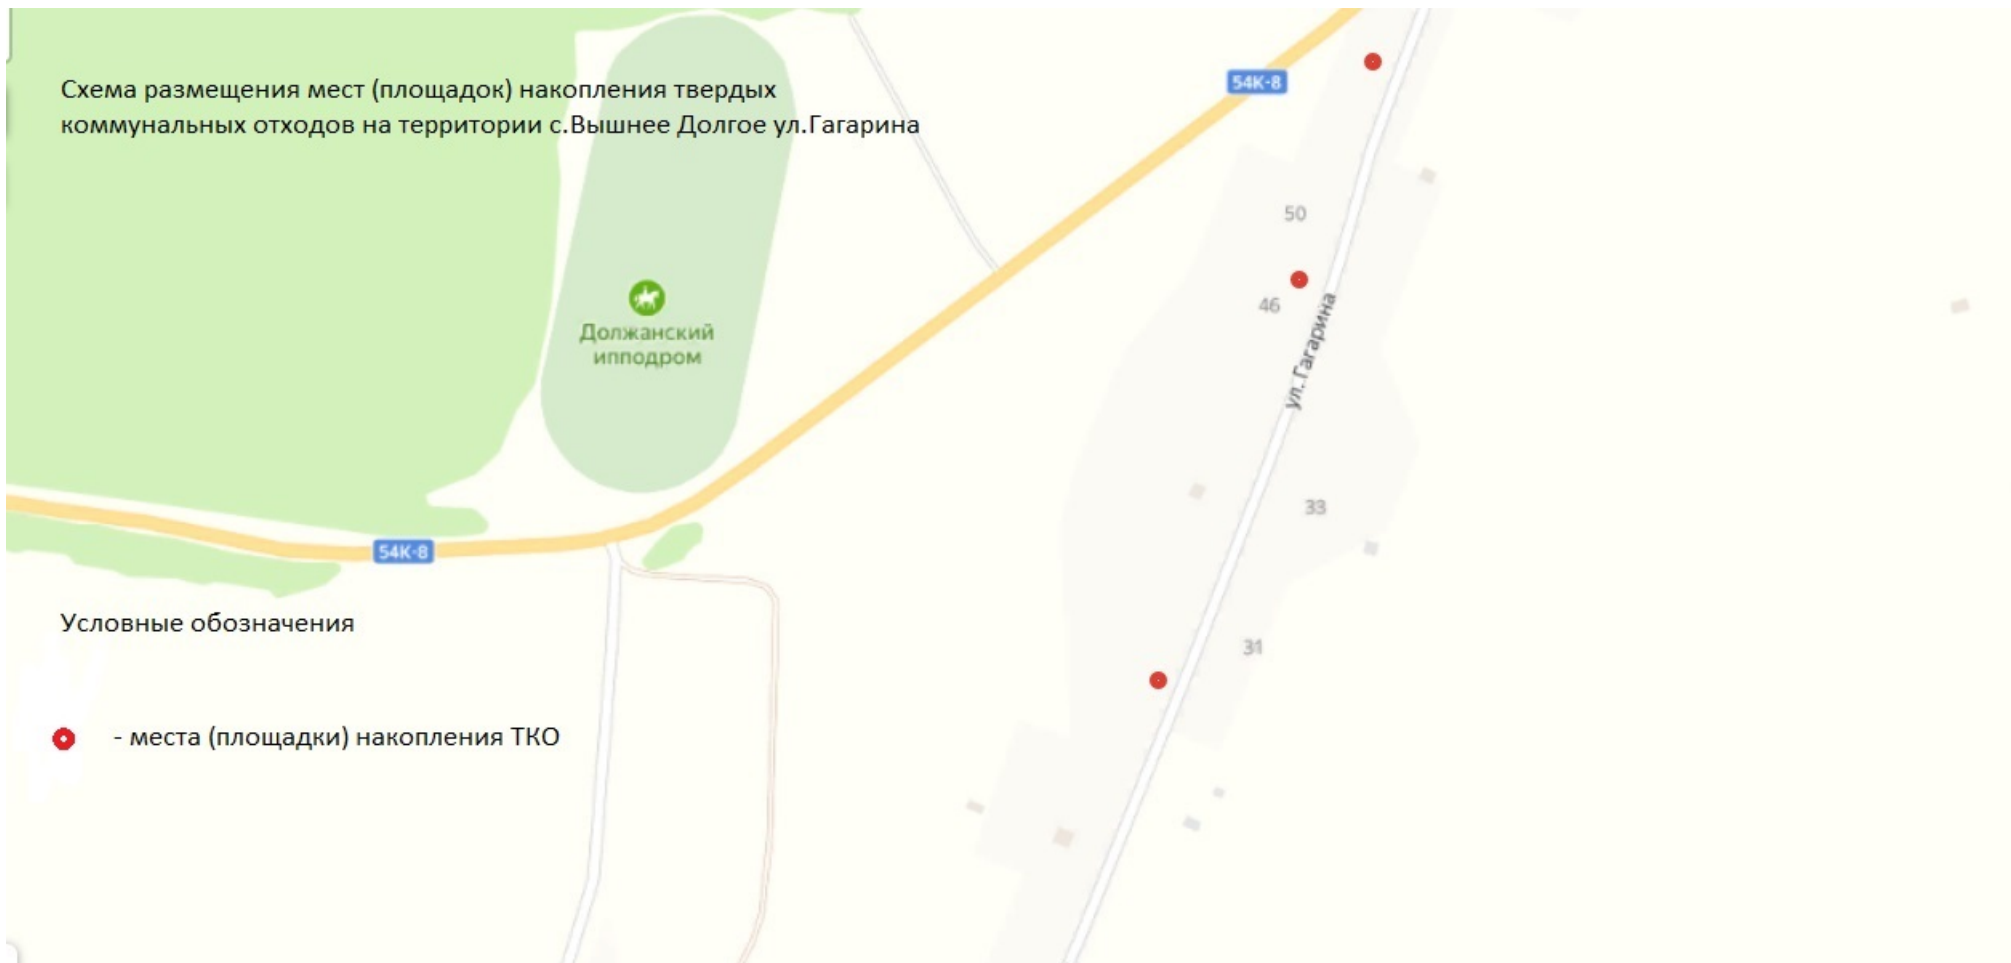 Схема размещения мест (площадок) накопления твердых
коммунальных отходов на территории с.Вышнее Долгое ул.Гагарина
54К-8
50
46
ул. Гагарина
Должанский
ипподром
33
54К-8
31
Условные обозначения
- места (площадки) накопления ТКО